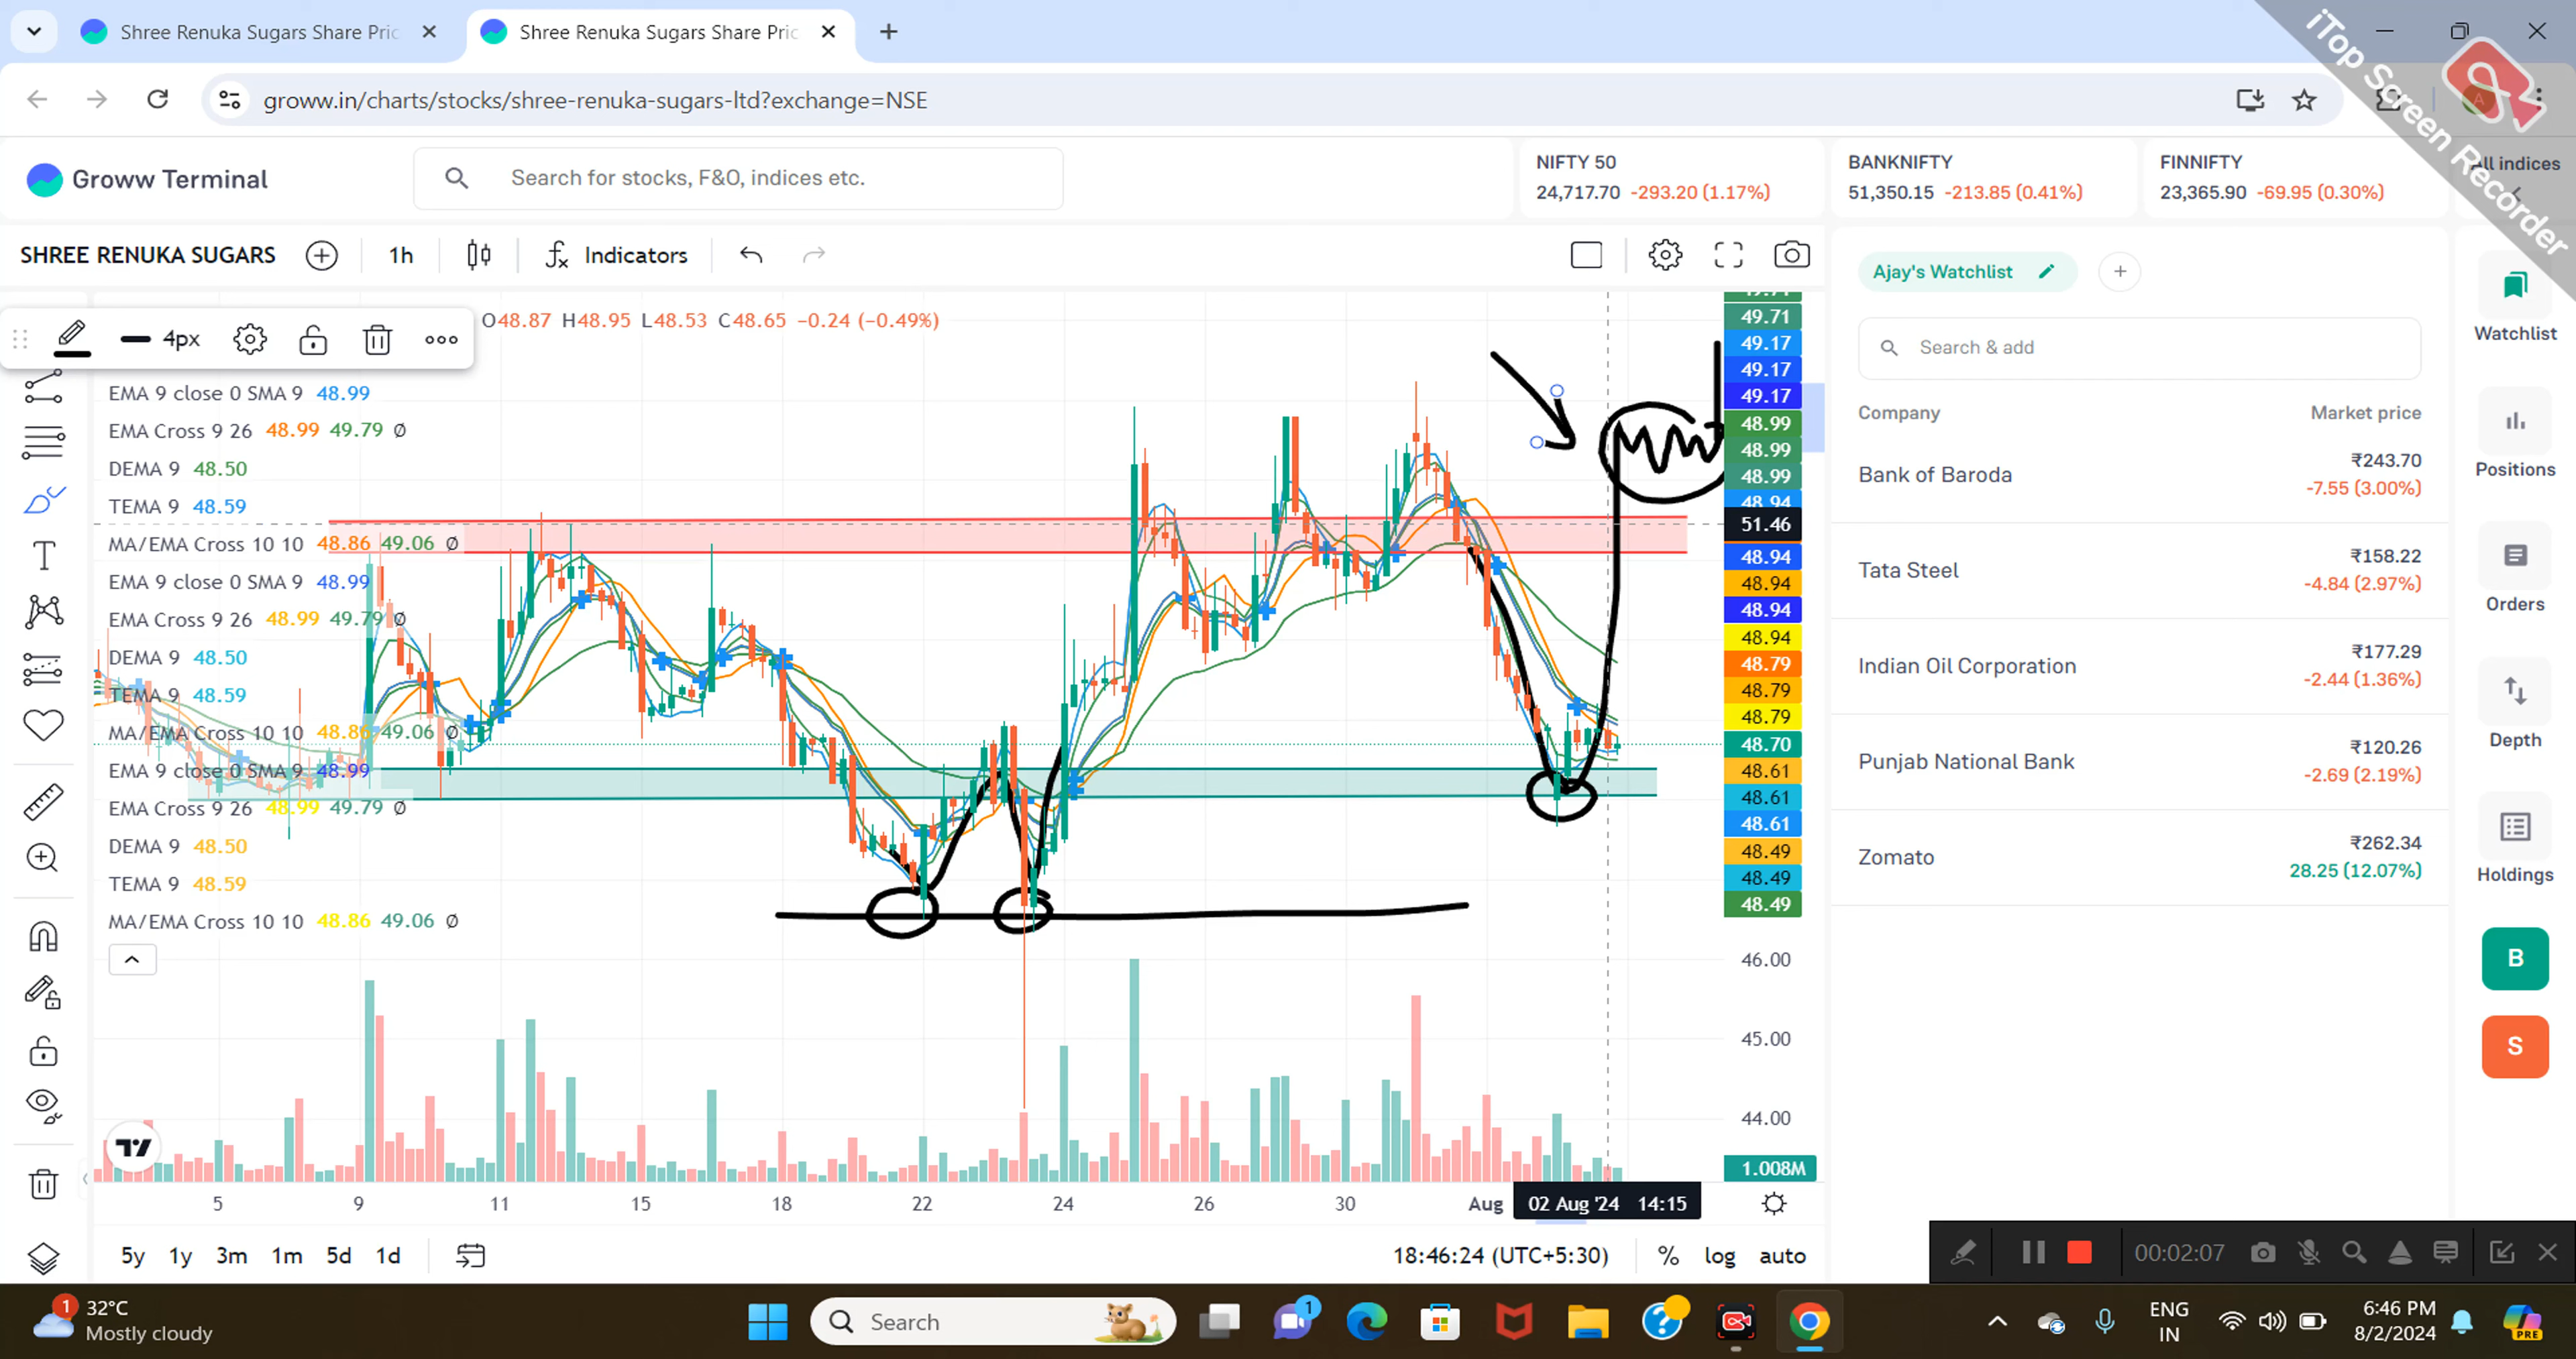 Shree Renuka Sugars Share Pric
Shree Renuka Sugars Share Pric
iTop Screen Recorder
groww.in/charts/stocks/shree-renuka-sugars-ltd?exchange=NSE
Groww Terminal
Search for stocks, F&O, indices etc.
NIFTY 50
24,717.70 -293.20 (1.17%)
BANKNIFTY
51,350.15 -213.85 (0.41%)
FINNIFTY
23,365.90 -69.95 (0.30%)
All indices
SHREE RENUKA SUGARS
1h
Indicators
4px
O48.87 H48.95 L48.53 C48.65 -0.24 (-0.49%)
EMA 9 close 0 SMA 9 48.99
EMA Cross 9 26 48.99 49.79 Ø
DEMA 9 48.50
TEMA 9 48.59
MA/EMA Cross 10 10 48.86 49.06 Ø
EMA 9 close 0 SMA 9 48.99
EMA Cross 9 26 48.99 49.79 Ø
DEMA 9 48.50
TEMA 9 48.59
MA/EMA Cross 10 10 48.86 49.06 Ø
EMA 9 close 0 SMA 9 48.99
EMA Cross 9 26 48.99 49.79 Ø
DEMA 9 48.50
TEMA 9 48.59
MA/EMA Cross 10 10 48.86 49.06 Ø
49.71
49.17
49.17
49.17
48.99
48.99
48.99
48.94
51.46
48.94
48.94
48.94
48.94
48.79
48.79
48.79
48.70
48.61
48.61
48.61
48.49
48.49
48.49
46.00
45.00
44.00
1.008M
5 9 11 15 18 22 24 26 30 Aug 02 Aug '24 14:15
5y 1y 3m 1m 5d 1d
18:46:24 (UTC+5:30) % log auto
Ajay's Watchlist
Search & add
Company Market price
Bank of Baroda ₹243.70
-7.55 (3.00%)
Tata Steel ₹158.22
-4.84 (2.97%)
Indian Oil Corporation ₹177.29
-2.44 (1.36%)
Punjab National Bank ₹120.26
-2.69 (2.19%)
Zomato ₹262.34
28.25 (12.07%)
Watchlist
Positions
Orders
Depth
Holdings
B
S
00:02:07
1
32°C
Mostly cloudy
Search
1
ENG
IN
6:46 PM
8/2/2024
PRE